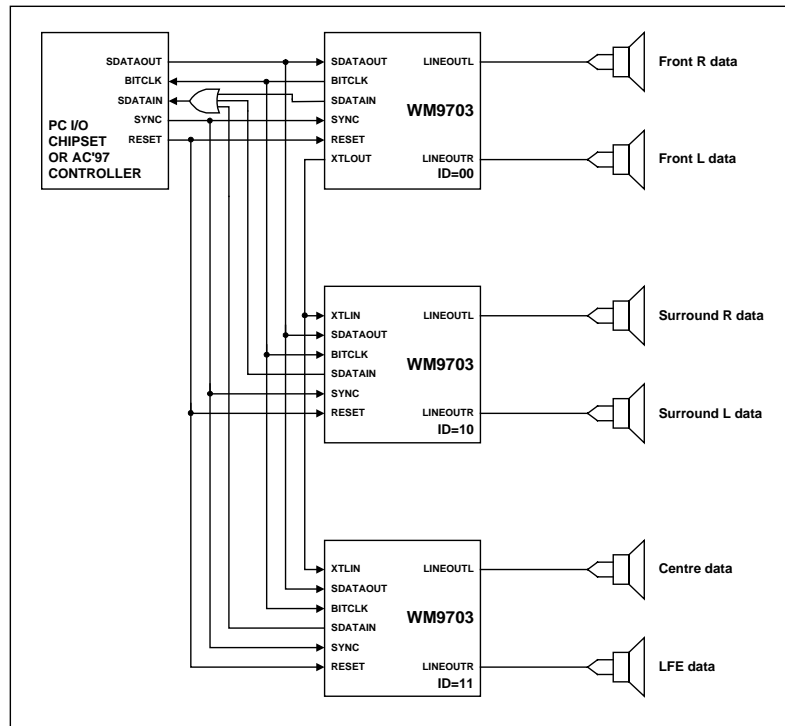 SDATAOUT
BITCLK
SDATAIN
SYNC
RESET
PC I/O
CHIPSET
OR AC'97
CONTROLLER
SDATAOUT
BITCLK
SDATAIN
SYNC
RESET
XTLOUT
LINEOUTL
WM9703
LINEOUTR
ID=00
Front R data
Front L data
XTLIN
SDATAOUT
BITCLK
SDATAIN
SYNC
RESET
LINEOUTL
WM9703
LINEOUTR
ID=10
Surround R data
Surround L data
XTLIN
SDATAOUT
BITCLK
SDATAIN
SYNC
RESET
LINEOUTL
WM9703
LINEOUTR
ID=11
Centre data
LFE data